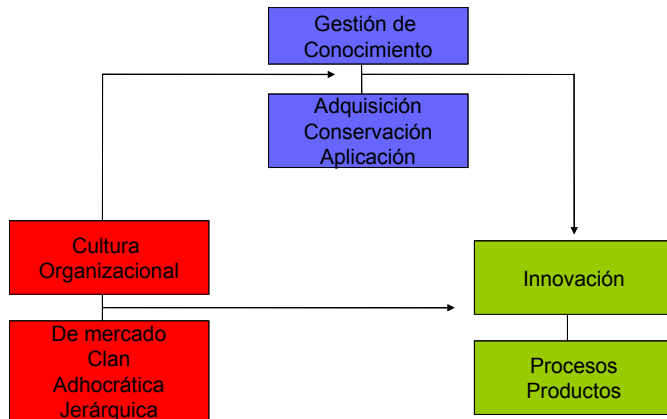 Gestión de
Conocimiento
Adquisición
Conservación
Aplicación
Cultura
Organizacional
De mercado
Clan
Adhocrática
Jerárquica
Innovación
Procesos
Productos